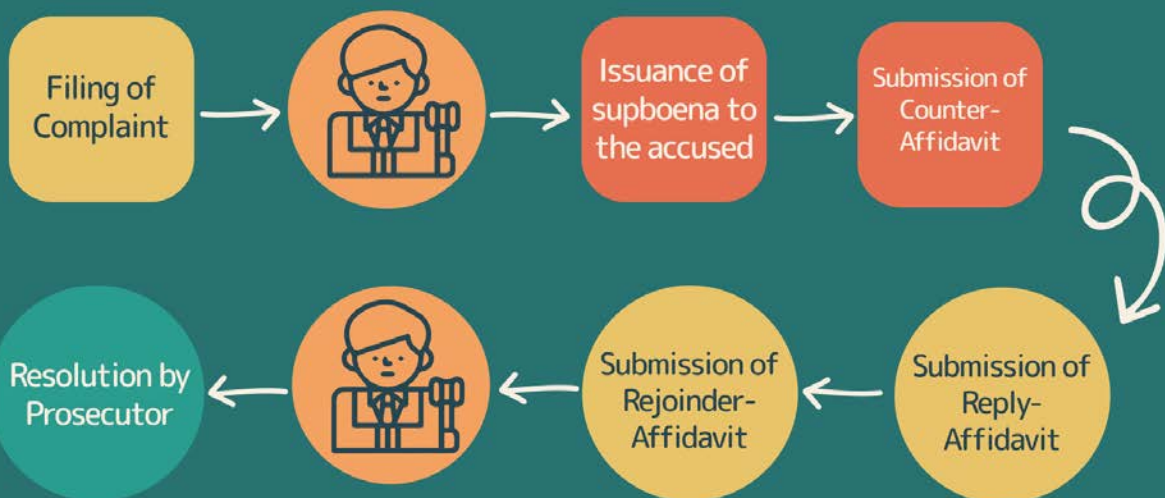 Filing of
Complaint
Issuance of
supboena to
the accused
Submission of
Counter-
Affidavit
Resolution by
Prosecutor
Submission of
Rejoinder-
Affidavit
Submission of
Reply-
Affidavit